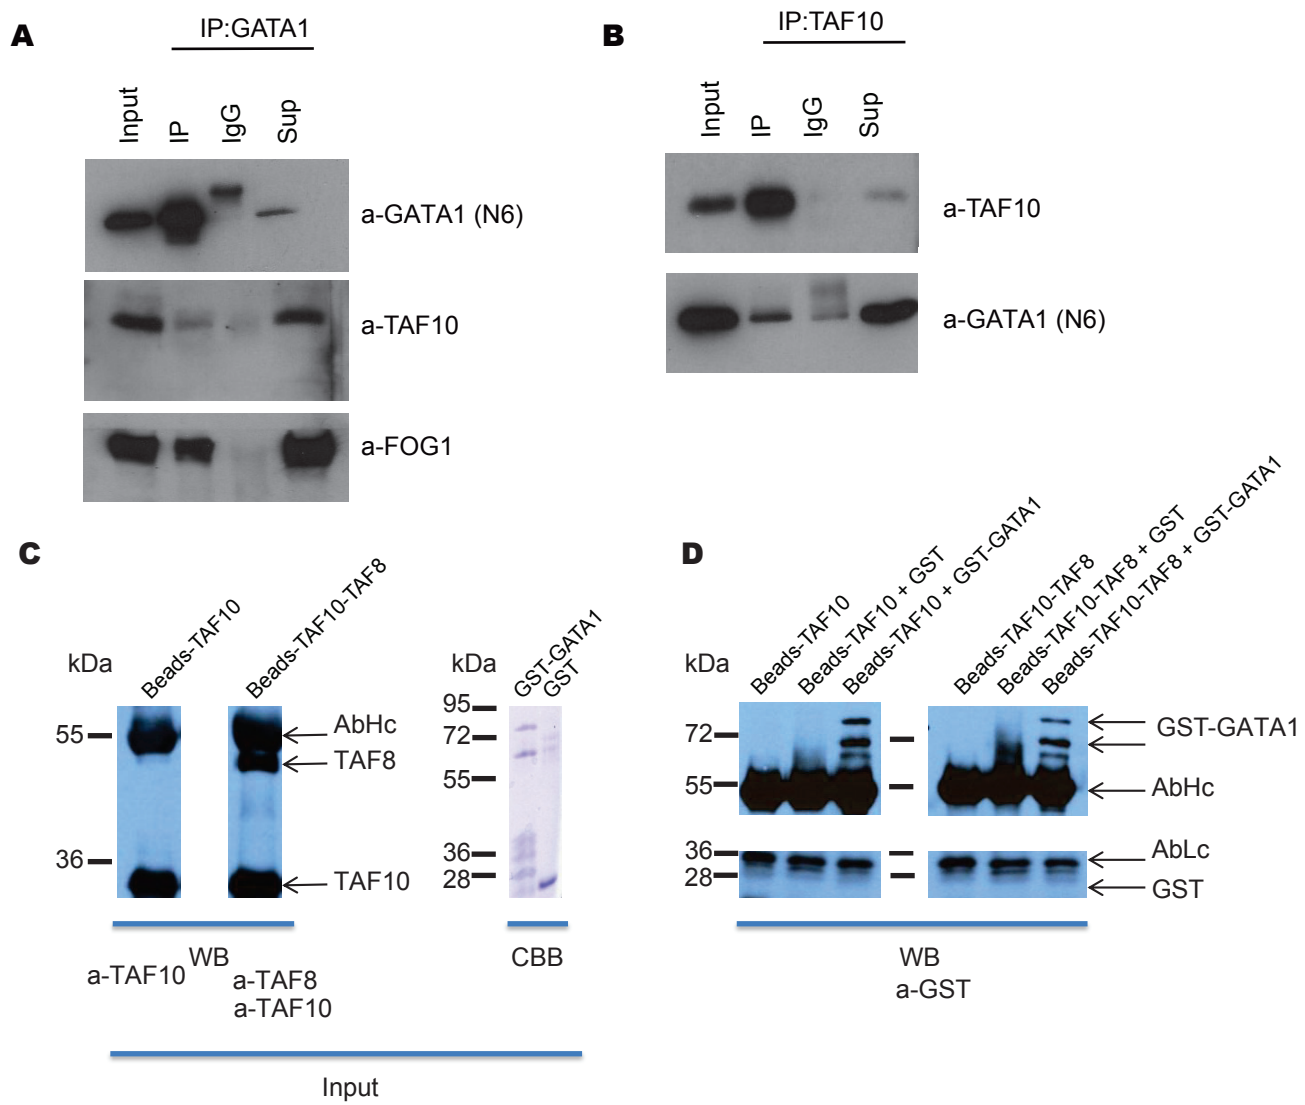 A
IP:GATA1
Input
IP
IgG
Sup
a-GATA1 (N6)
a-TAF10
a-FOG1
B
IP:TAF10
Input
IP
IgG
Sup
a-TAF10
a-GATA1 (N6)
C
kDa
Beads-TAF10
Beads-TAF10-TAF8
55
36
AbHc
TAF8
TAF10
WB
a-TAF10
a-TAF8
a-TAF10
kDa
GST-GATA1
GST
95
72
55
36
28
CBB
Input
D
kDa
Beads-TAF10
Beads-TAF10 + GST
Beads-TAF10 + GST-GATA1
Beads-TAF10-TAF8
Beads-TAF10-TAF8 + GST
Beads-TAF10-TAF8 + GST-GATA1
72
55
36
28
GST-GATA1
AbHc
AbLc
GST
WB
a-GST